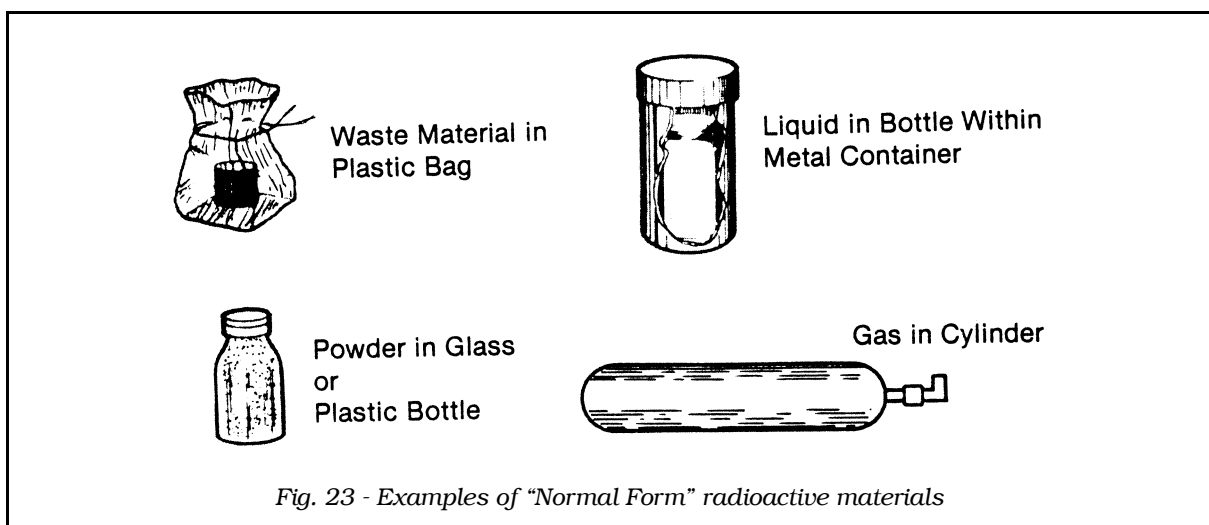 Waste Material in
Plastic Bag
Liquid in Bottle Within
Metal Container
Powder in Glass
or
Plastic Bottle
Gas in Cylinder
Fig. 23 - Examples of “Normal Form” radioactive materials